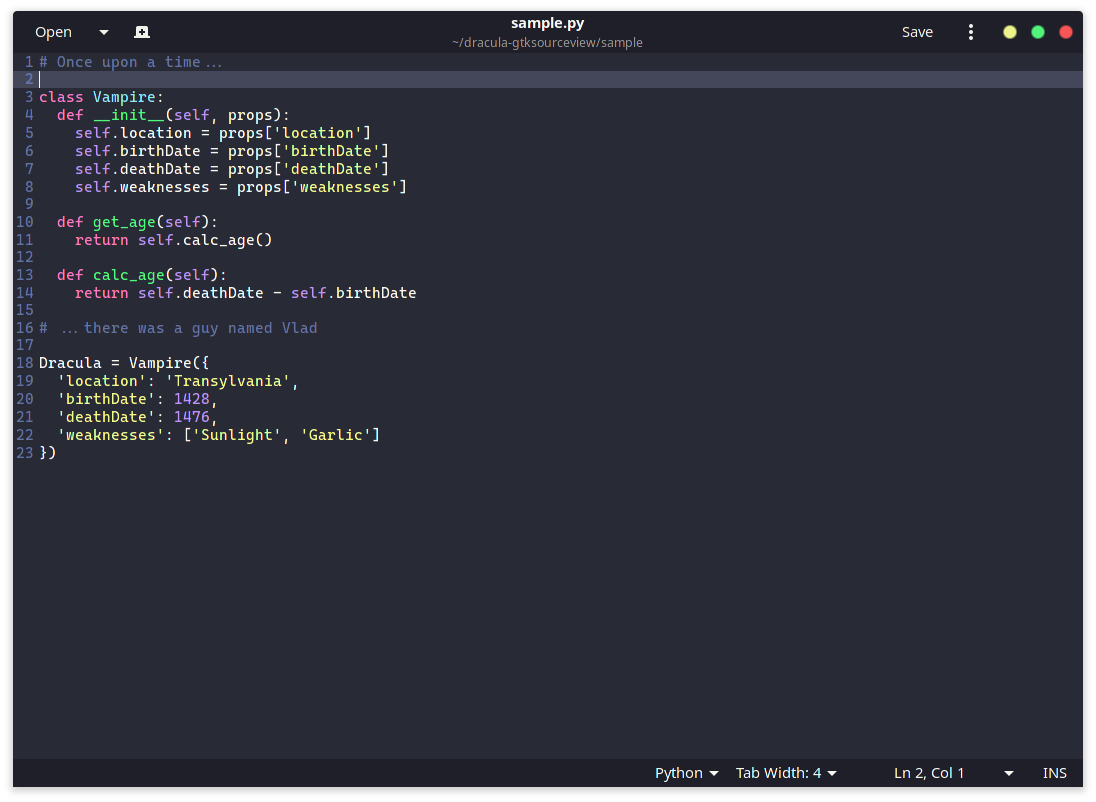 Open
sample.py
~/dracula-gtksourceview/sample
Save
1 # Once upon a time ...
2
3 class Vampire:
4   def __init__(self, props):
5     self.location = props['location']
6     self.birthDate = props['birthDate']
7     self.deathDate = props['deathDate']
8     self.weaknesses = props['weaknesses']
9
10   def get_age(self):
11     return self.calc_age()
12
13   def calc_age(self):
14     return self.deathDate - self.birthDate
15
16 # ...there was a guy named Vlad
17
18 Dracula = Vampire({
19   'location': 'Transylvania',
20   'birthDate': 1428,
21   'deathDate': 1476,
22   'weaknesses': ['Sunlight', 'Garlic']
23 })
Python Tab Width: 4 Ln 2, Col 1 INS